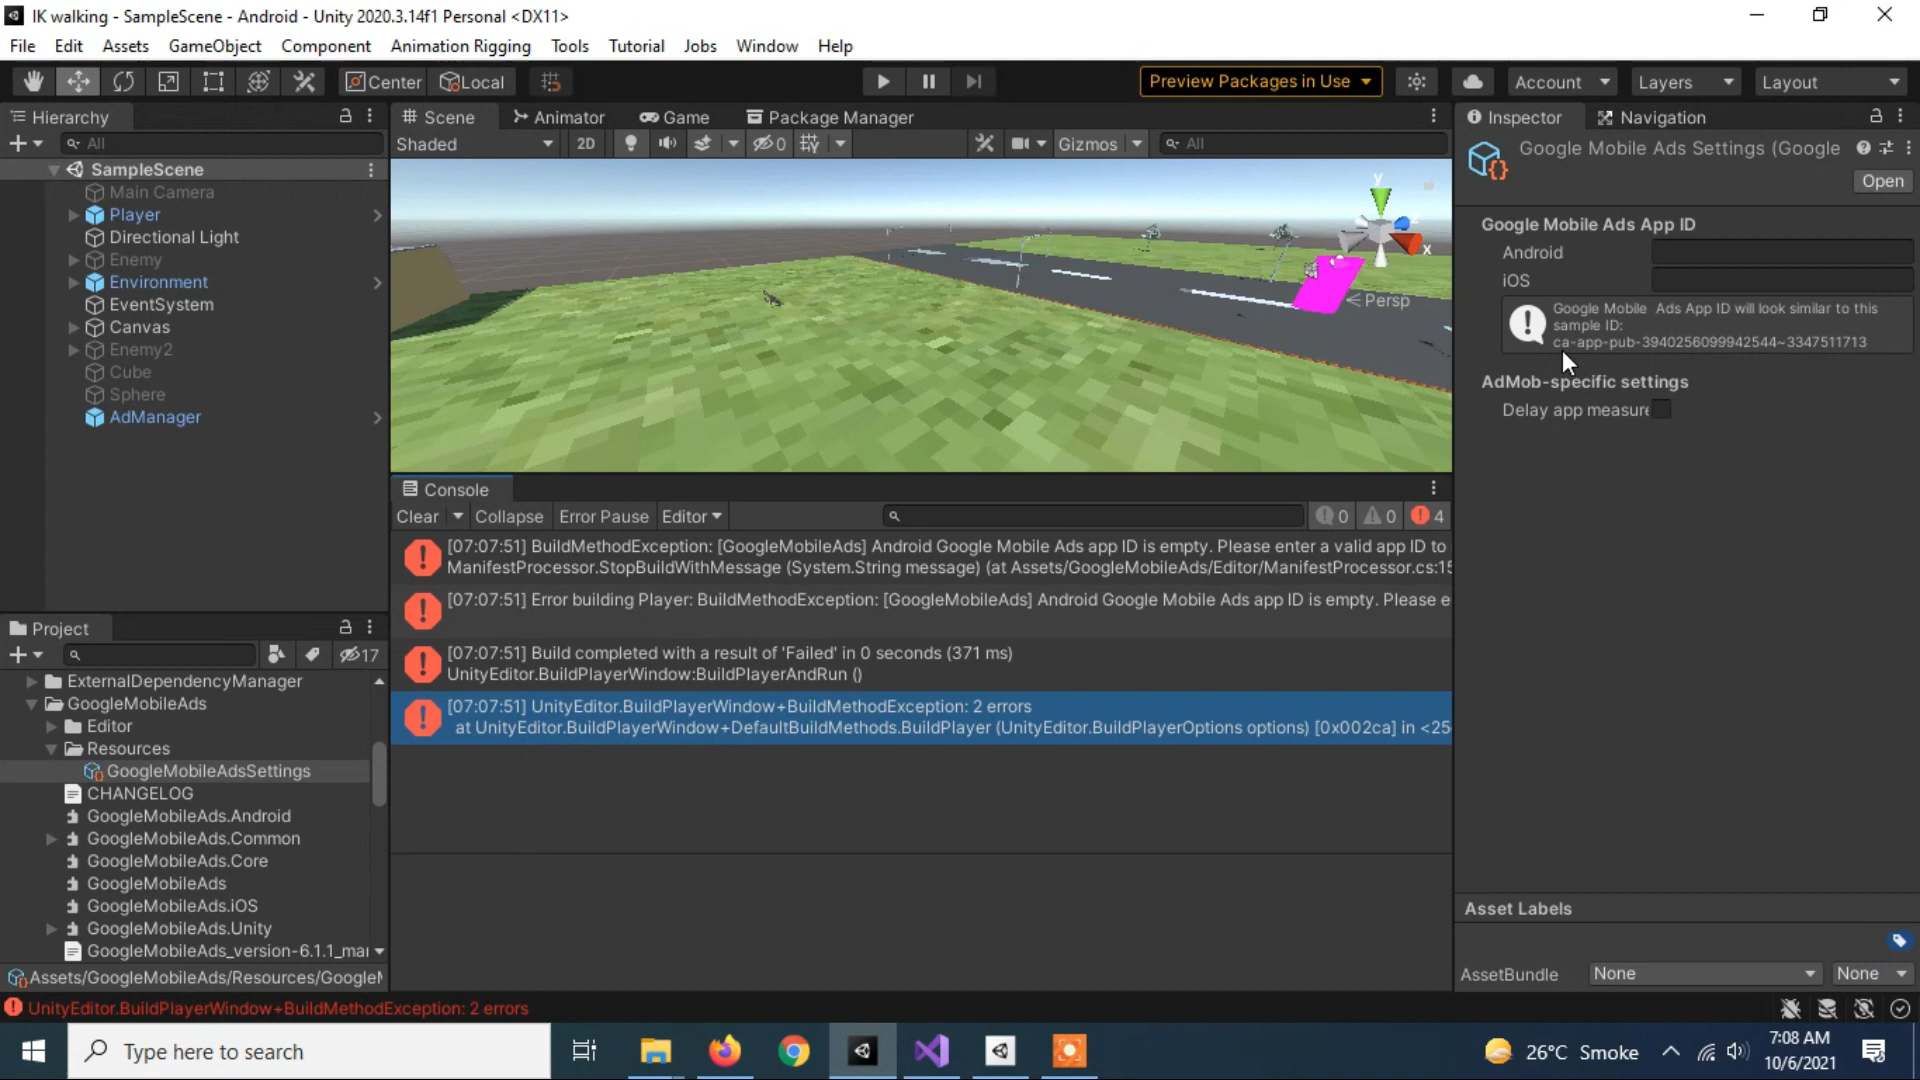 IK walking - SampleScene - Android - Unity 2020.3.14f1 Personal <DX11>
File Edit Assets GameObject Component Animation Rigging Tools Tutorial Jobs Window Help
Center Local Preview Packages in Use Account Layers Layout
Hierarchy
All
SampleScene
Main Camera
Player
Directional Light
Enemy
Environment
EventSystem
Canvas
Enemy2
Cube
Sphere
AdManager
Scene Animator Game Package Manager
Shaded 2D 0 Gizmos All
y
x
Persp
Console
Clear Collapse Error Pause Editor 0 0 4
[07:07:51] BuildMethodException: [GoogleMobileAds] Android Google Mobile Ads app ID is empty. Please enter a valid app ID to
ManifestProcessor.StopBuildWithMessage (System.String message) (at Assets/GoogleMobileAds/Editor/ManifestProcessor.cs:15
[07:07:51] Error building Player: BuildMethodException: [GoogleMobileAds] Android Google Mobile Ads app ID is empty. Please e
[07:07:51] Build completed with a result of 'Failed' in 0 seconds (371 ms)
UnityEditor.BuildPlayerWindow:BuildPlayerAndRun ()
[07:07:51] UnityEditor.BuildPlayerWindow+BuildMethodException: 2 errors
at UnityEditor.BuildPlayerWindow+DefaultBuildMethods.BuildPlayer (UnityEditor.BuildPlayerOptions options) [0x002ca] in <25
Inspector Navigation
Google Mobile Ads Settings (Google
Open
Google Mobile Ads App ID
Android
iOS
Google Mobile Ads App ID will look similar to this
sample ID:
ca-app-pub-3940256099942544~3347511713
AdMob-specific settings
Delay app measure
Asset Labels
AssetBundle None None
Project
17
ExternalDependencyManager
GoogleMobileAds
Editor
Resources
GoogleMobileAdsSettings
CHANGELOG
GoogleMobileAds.Android
GoogleMobileAds.Common
GoogleMobileAds.Core
GoogleMobileAds
GoogleMobileAds.iOS
GoogleMobileAds.Unity
GoogleMobileAds_version-6.1.1_mai
Assets/GoogleMobileAds/Resources/GoogleM
UnityEditor.BuildPlayerWindow+BuildMethodException: 2 errors
Type here to search
26°C Smoke
7:08 AM
10/6/2021